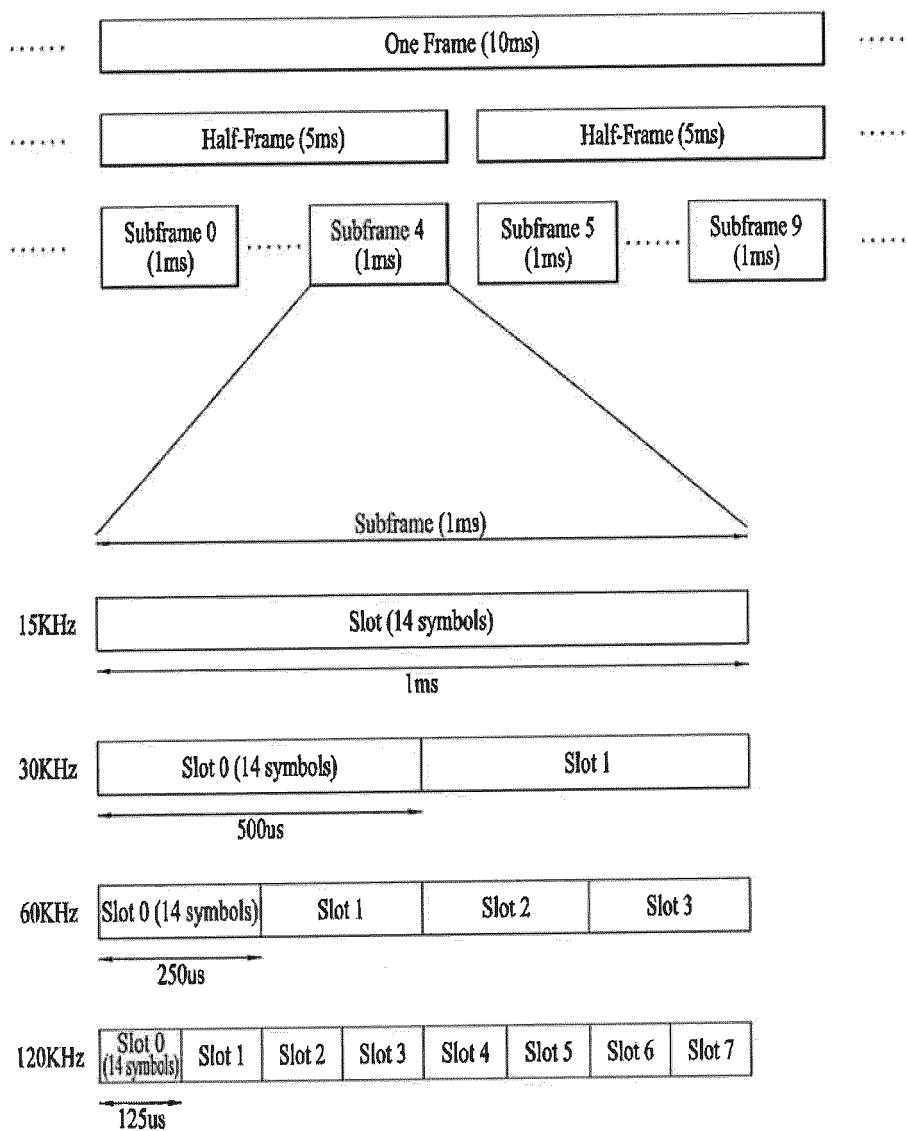 One Frame (10ms)
Half-Frame (5ms) Half-Frame (5ms)
Subframe 0 (1ms) Subframe 4 (1ms) Subframe 5 (1ms) Subframe 9 (1ms)
Subframe (1ms)
15KHz Slot (14 symbols)
1ms
30KHz Slot 0 (14 symbols) Slot 1
500us
60KHz Slot 0 (14 symbols) Slot 1 Slot 2 Slot 3
250us
120KHz Slot 0 (14 symbols) Slot 1 Slot 2 Slot 3 Slot 4 Slot 5 Slot 6 Slot 7
125us